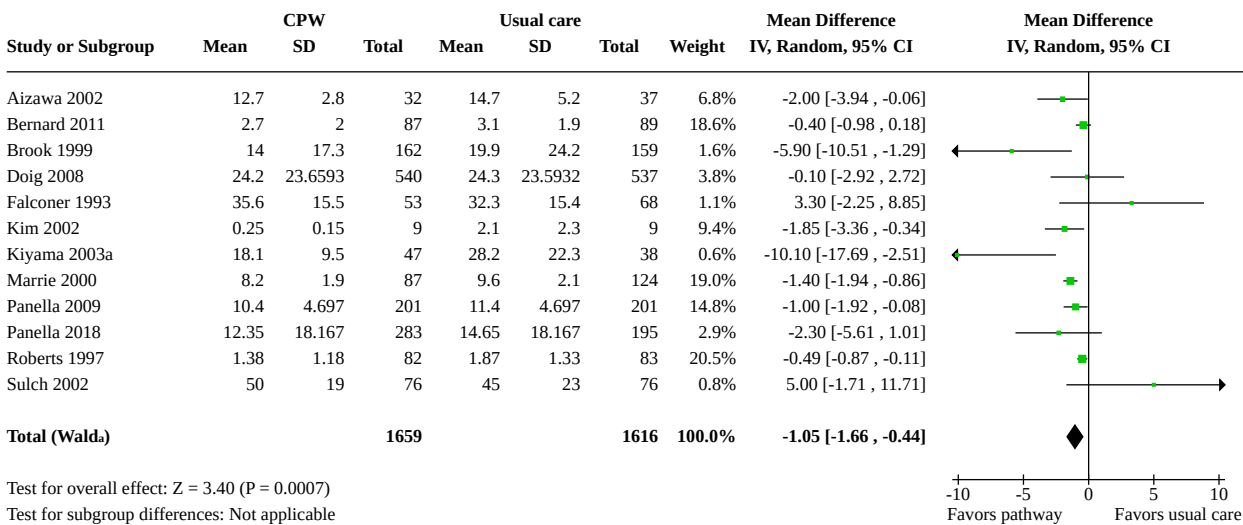 CPW Usual care Mean Difference Mean Difference
Study or Subgroup Mean SD Total Mean SD Total Weight IV, Random, 95% CI IV, Random, 95% CI
Aizawa 2002 12.7 2.8 32 14.7 5.2 37 6.8% -2.00 [-3.94 , -0.06]
Bernard 2011 2.7 2 87 3.1 1.9 89 18.6% -0.40 [-0.98 , 0.18]
Brook 1999 14 17.3 162 19.9 24.2 159 1.6% -5.90 [-10.51 , -1.29]
Doig 2008 24.2 23.6593 540 24.3 23.5932 537 3.8% -0.10 [-2.92 , 2.72]
Falconer 1993 35.6 15.5 53 32.3 15.4 68 1.1% 3.30 [-2.25 , 8.85]
Kim 2002 0.25 0.15 9 2.1 2.3 9 9.4% -1.85 [-3.36 , -0.34]
Kiyama 2003a 18.1 9.5 47 28.2 22.3 38 0.6% -10.10 [-17.69 , -2.51]
Marrie 2000 8.2 1.9 87 9.6 2.1 124 19.0% -1.40 [-1.94 , -0.86]
Panella 2009 10.4 4.697 201 11.4 4.697 201 14.8% -1.00 [-1.92 , -0.08]
Panella 2018 12.35 18.167 283 14.65 18.167 195 2.9% -2.30 [-5.61 , 1.01]
Roberts 1997 1.38 1.18 82 1.87 1.33 83 20.5% -0.49 [-0.87 , -0.11]
Sulch 2002 50 19 76 45 23 76 0.8% 5.00 [-1.71 , 11.71]
Total (Waldₐ) 1659 1616 100.0% -1.05 [-1.66 , -0.44]
Test for overall effect: Z = 3.40 (P = 0.0007) -10 -5 0 5 10
Test for subgroup differences: Not applicable Favors pathway Favors usual care